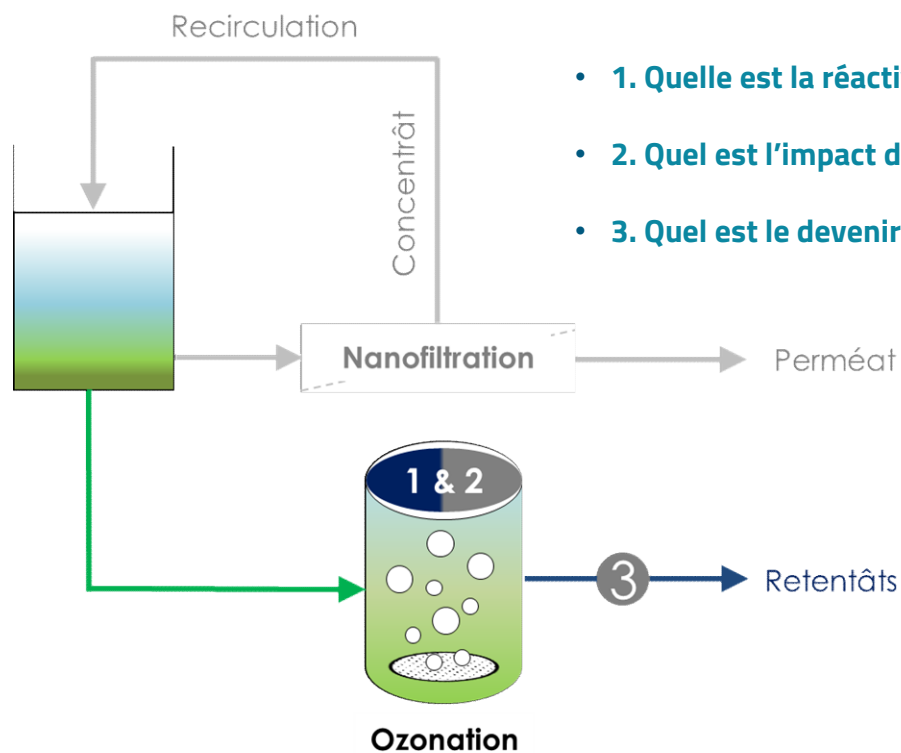 Recirculation
• 1. Quelle est la réacti
Concentrât
• 2. Quel est l’impact d
• 3. Quel est le devenir
Nanofiltration
Perméat
1 & 2
3
Retentâts
Ozonation